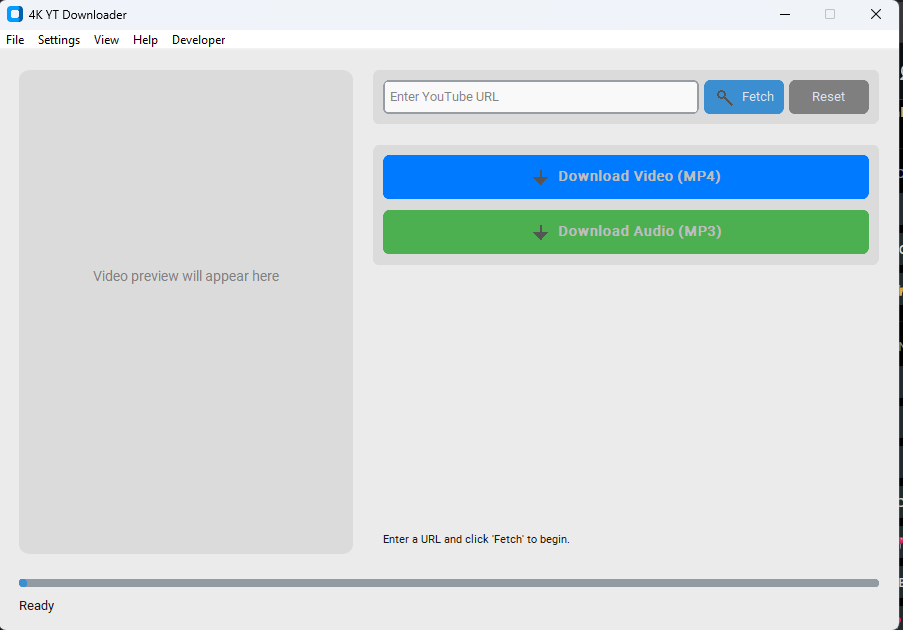 4K YT Downloader
File Settings View Help Developer
Enter YouTube URL
Fetch
Reset
Download Video (MP4)
Download Audio (MP3)
Video preview will appear here
Enter a URL and click 'Fetch' to begin.
Ready